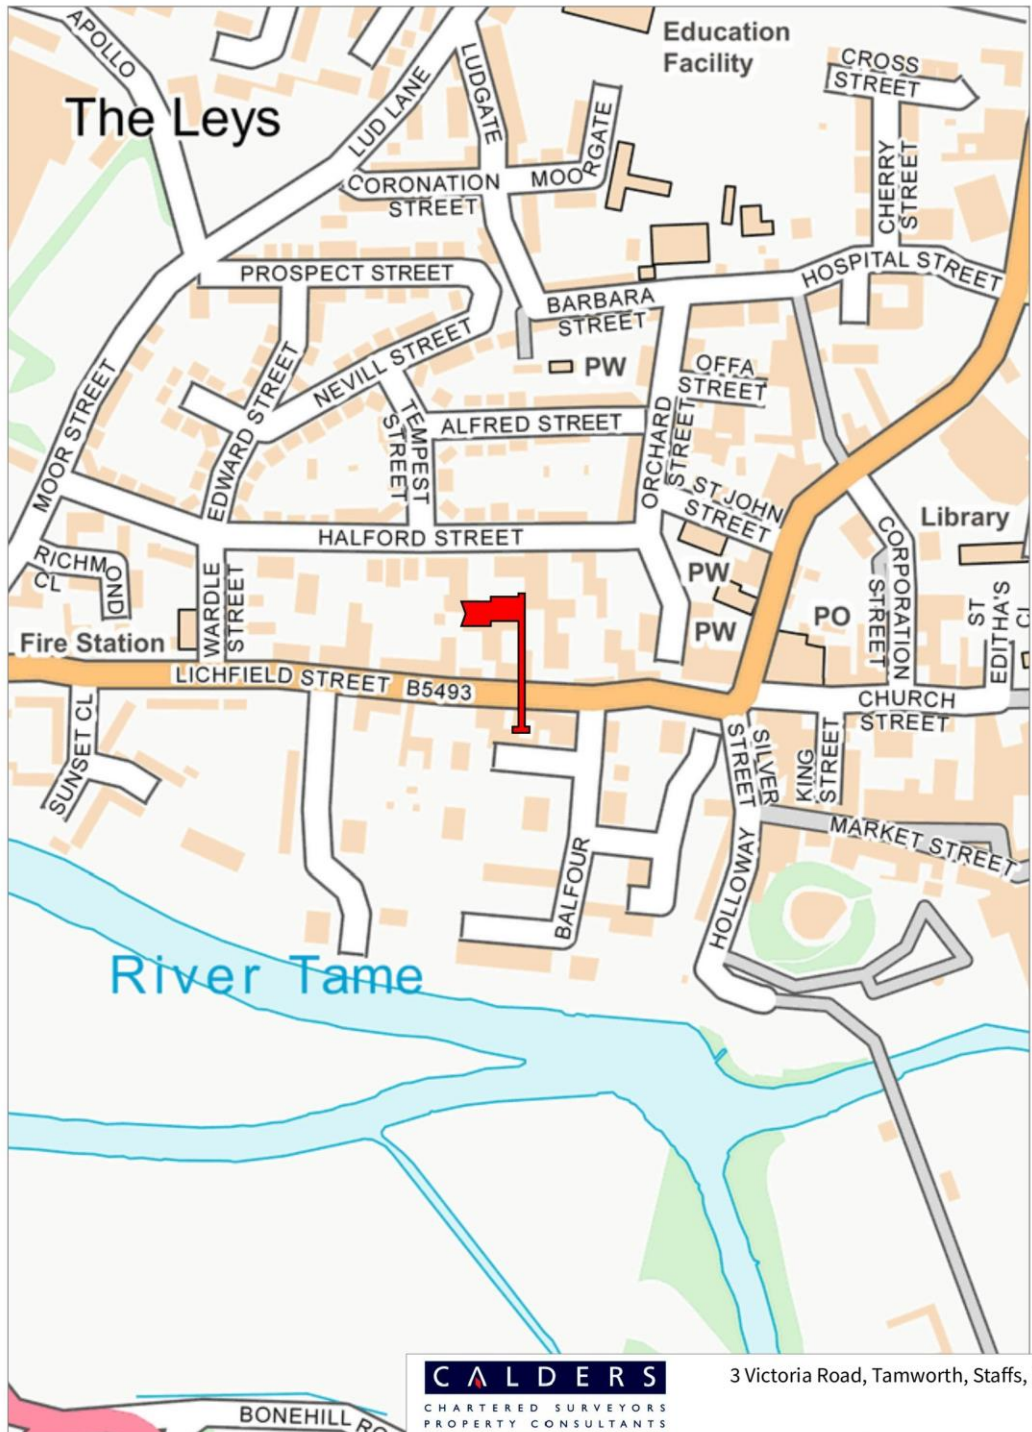 APOLLO
The Leys
LUD LANE
LUDGATE
Education
Facility
CROSS
STREET
CORONATION
STREET
MOORGATE
CHERRY
STREET
PROSPECT STREET
HOSPITAL STREET
BARBARA
STREET
MOOR STREET
EDWARD STREET
NEVILL STREET
PW
OFFA
STREET
TEMPEST
STREET
ALFRED STREET
ORCHARD
STREET
ST JOHN
STREET
HALFORD STREET
Library
CORPORATION
STREET
RICHMOND
CL
WARDLE
STREET
PW
PW
PO
ST
EDITHA'S
CL
Fire Station
LICHFIELD STREET B5493
CHURCH
STREET
SUNSET CL
SILVER
STREET
KING
STREET
MARKET STREET
BALFOUR
HOLLOWAY
River Tame
BONEHILL RO
CALDERS
CHARTERED SURVEYORS
PROPERTY CONSULTANTS
3 Victoria Road, Tamworth, Staffs,